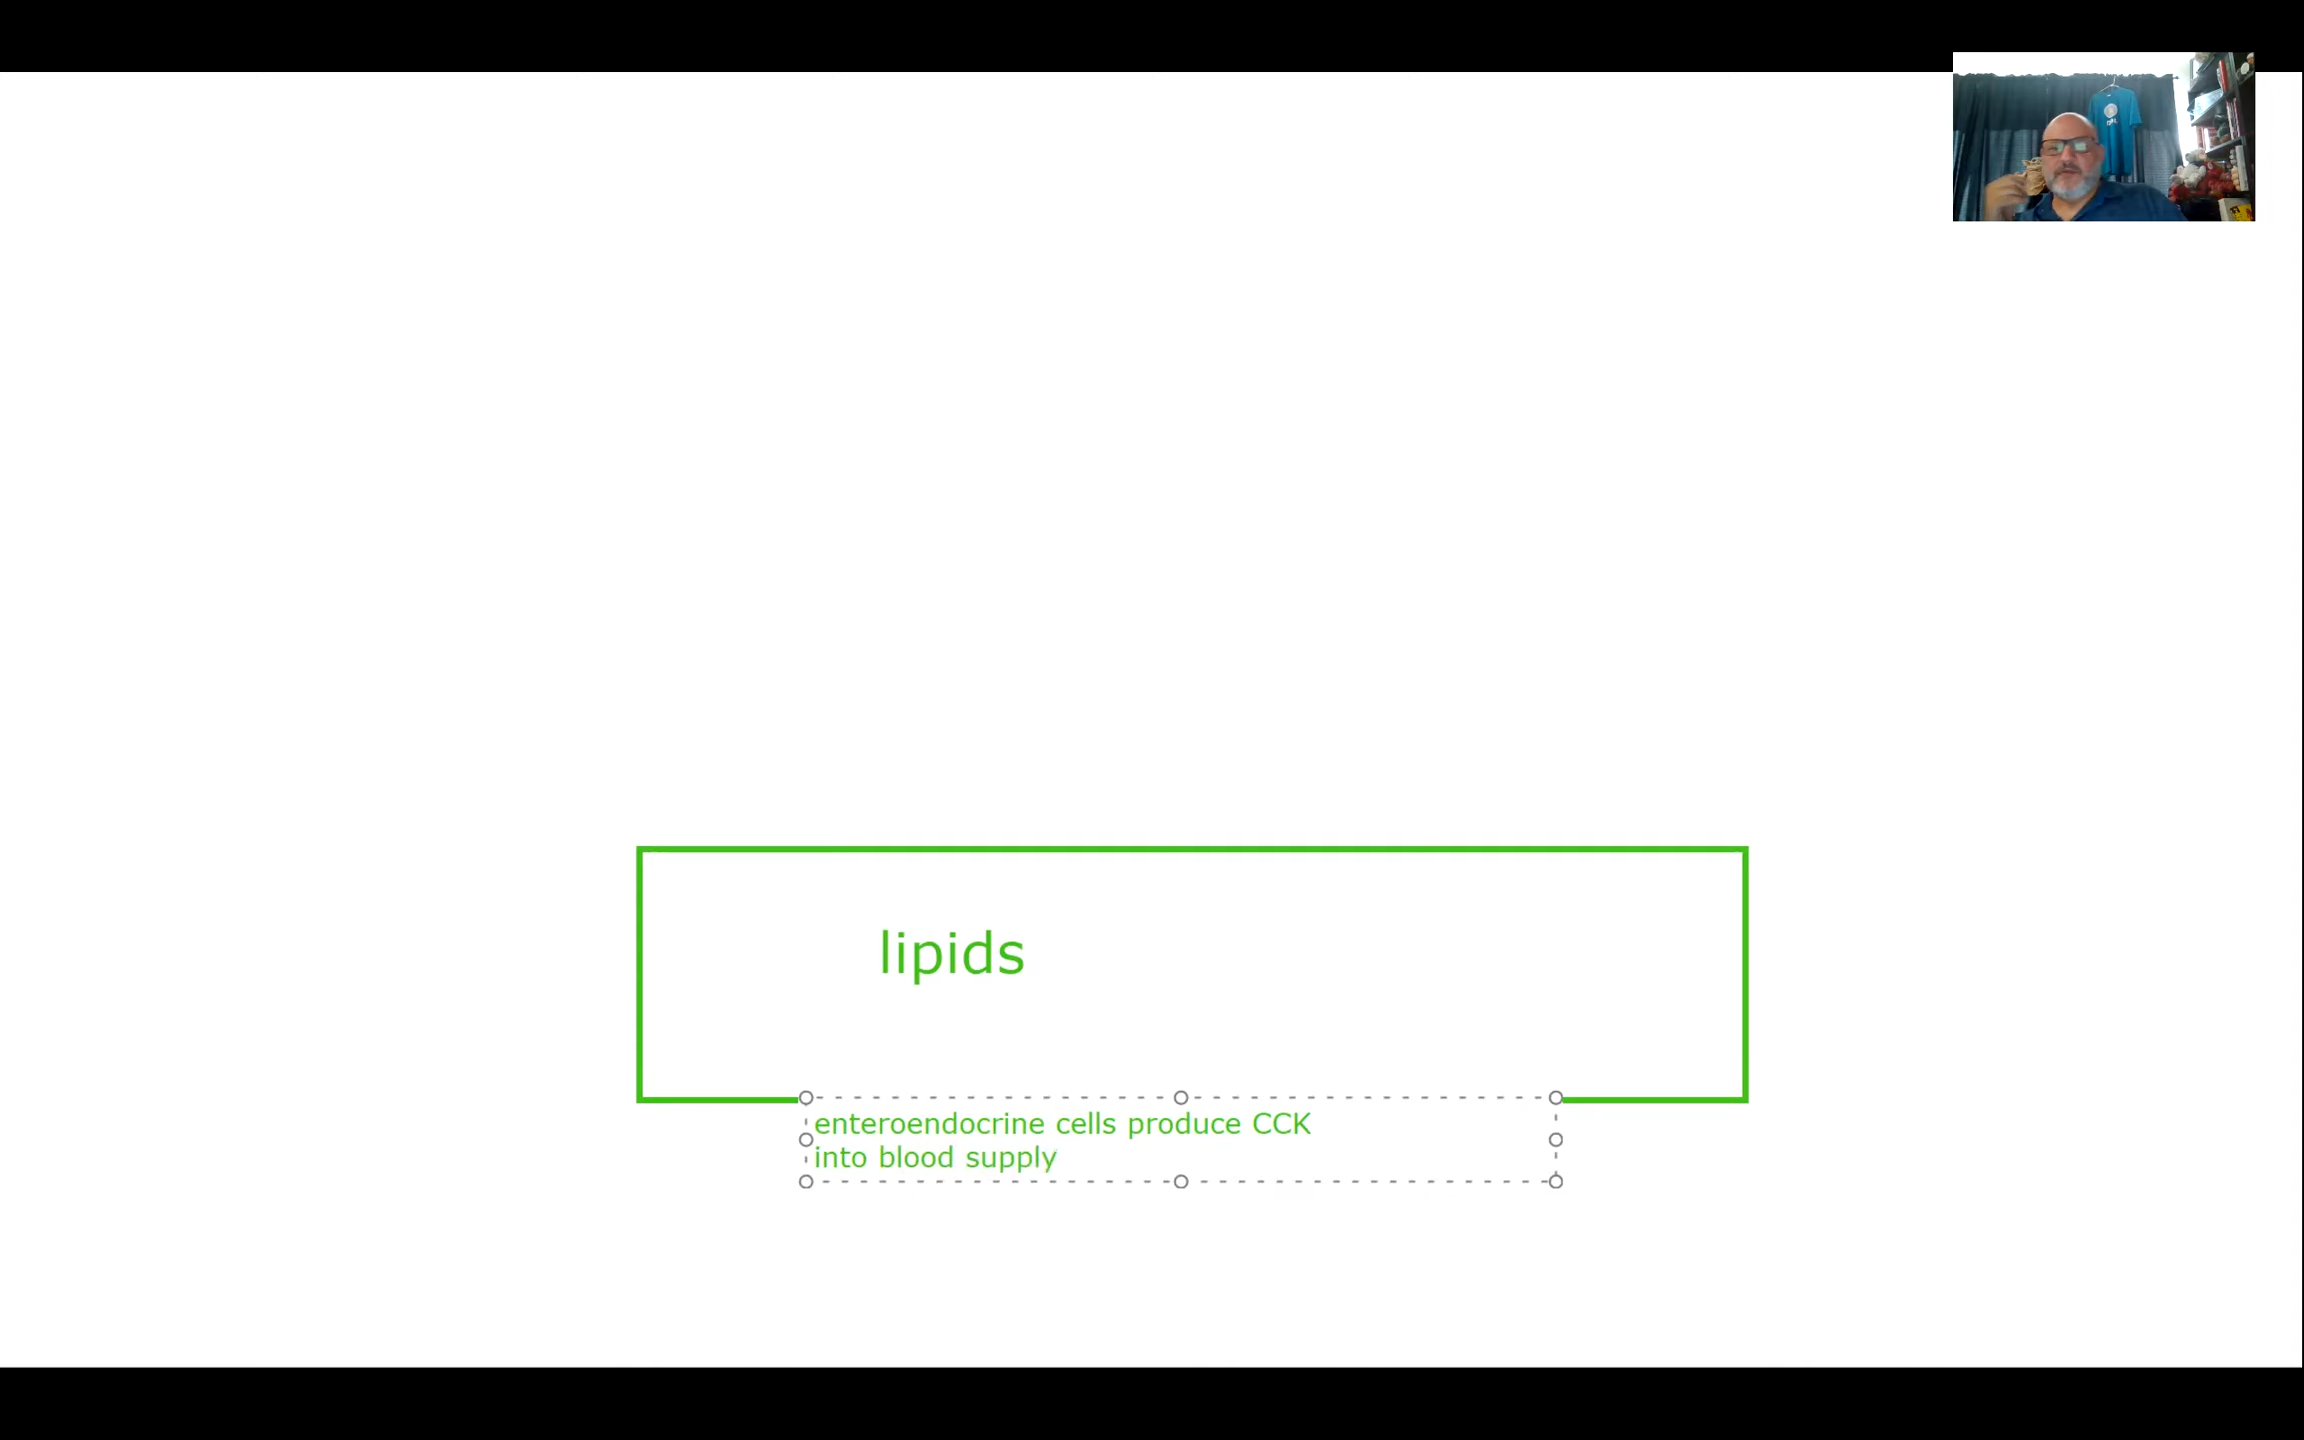 lipids
enteroendocrine cells produce CCK
into blood supply